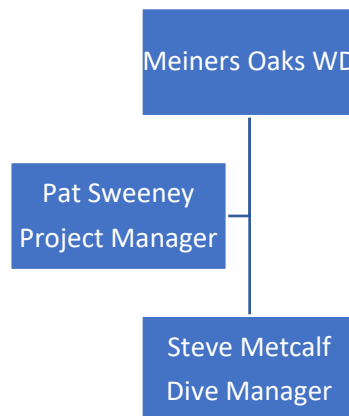 Meiners Oaks WD
Pat Sweeney
Project Manager
Steve Metcalf
Dive Manager